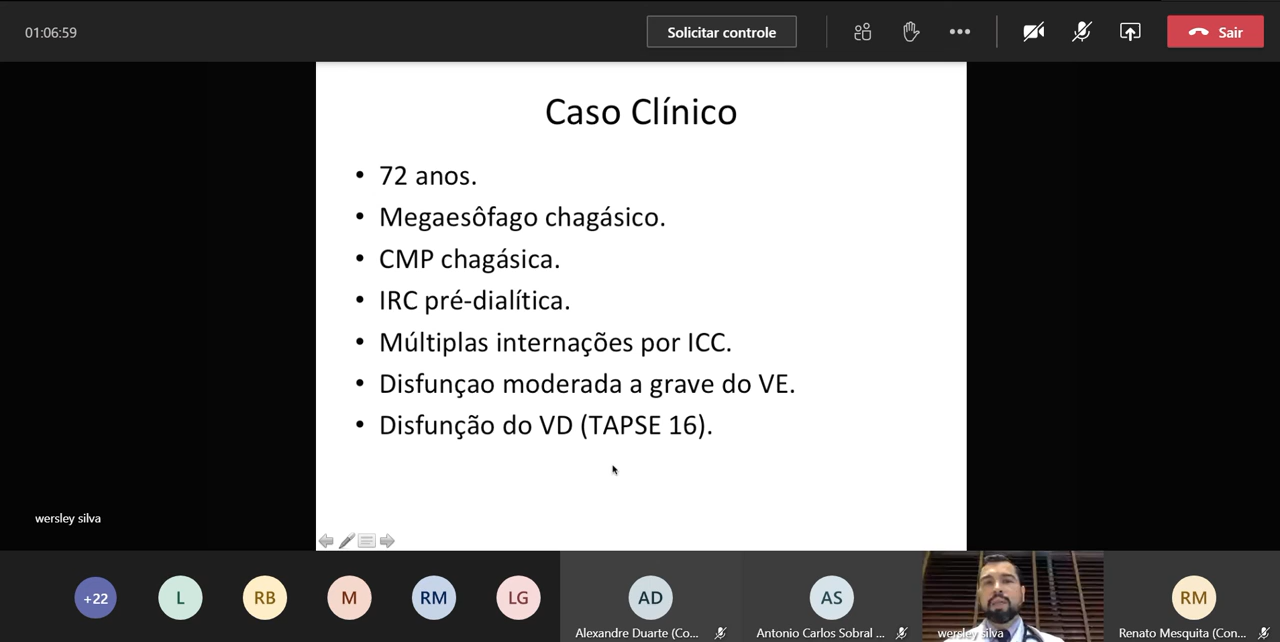 01:06:59
Solicitar controle
Sair
Caso Clínico
• 72 anos.
• Megaesôfago chagásico.
• CMP chagásica.
• IRC pré-dialítica.
• Múltiplas internações por ICC.
• Disfunçao moderada a grave do VE.
• Disfunção do VD (TAPSE 16).
wersley silva
+22
L
RB
M
RM
LG
AD
AS
RM
Alexandre Duarte (Co...
Antonio Carlos Sobral ...
wersley silva
Renato Mesquita (Con...